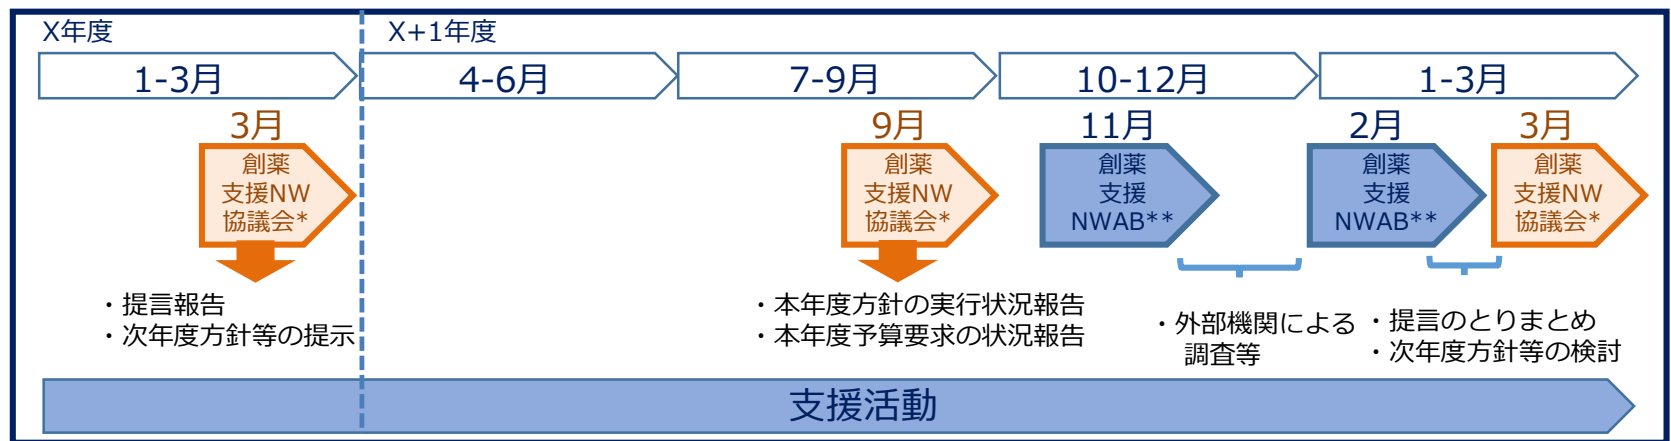 X年度
X+1年度
1-3月
4-6月
7-9月
10-12月
1-3月
3月
創薬
支援NW
協議会*
9月
創薬
支援NW
協議会*
11月
創薬
支援
NWAB**
2月
創薬
支援
NWAB**
3月
創薬
支援NW
協議会*
・提言報告
・次年度方針等の提示
・本年度方針の実行状況報告
・本年度予算要求の状況報告
・外部機関による
調査等
・提言のとりまとめ
・次年度方針等の検討
支援活動